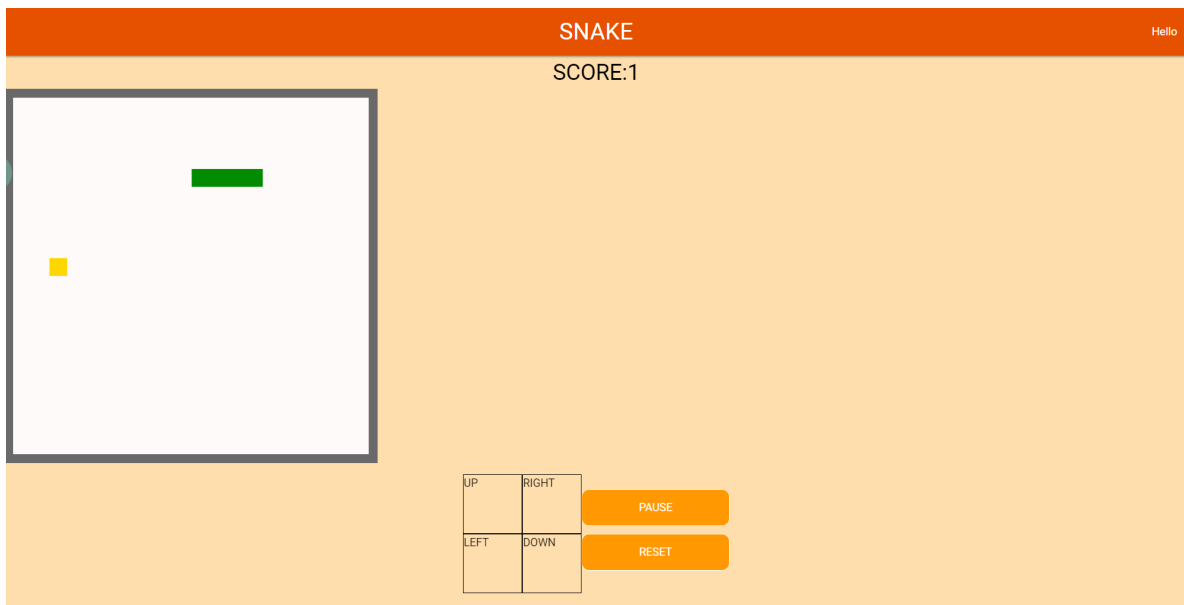 SNAKE
Hello
SCORE:1
UP
RIGHT
PAUSE
LEFT
DOWN
RESET